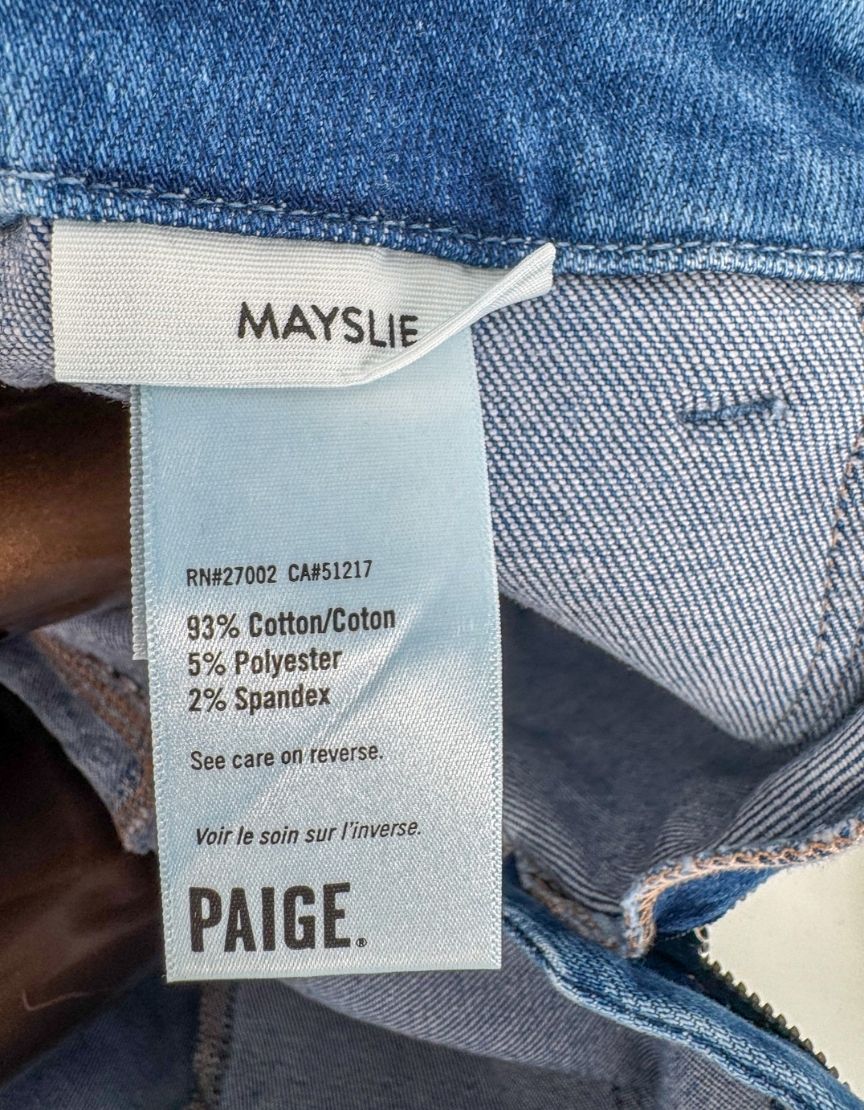 MAYSLIE
RN#27002 CA#51217
93% Cotton/Coton
5% Polyester
2% Spandex
See care on reverse.
Voir le soin sur l'inverse.
PAIGE®